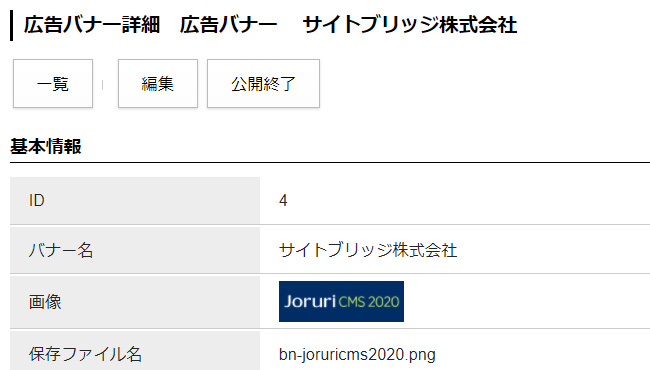 広告バナー詳細　広告バナー　サイトブリッジ株式会社
一覧 編集 公開終了
基本情報
ID 4
バナー名 サイトブリッジ株式会社
画像 Joruri CMS 2020
保存ファイル名 bn-joruricms2020.png